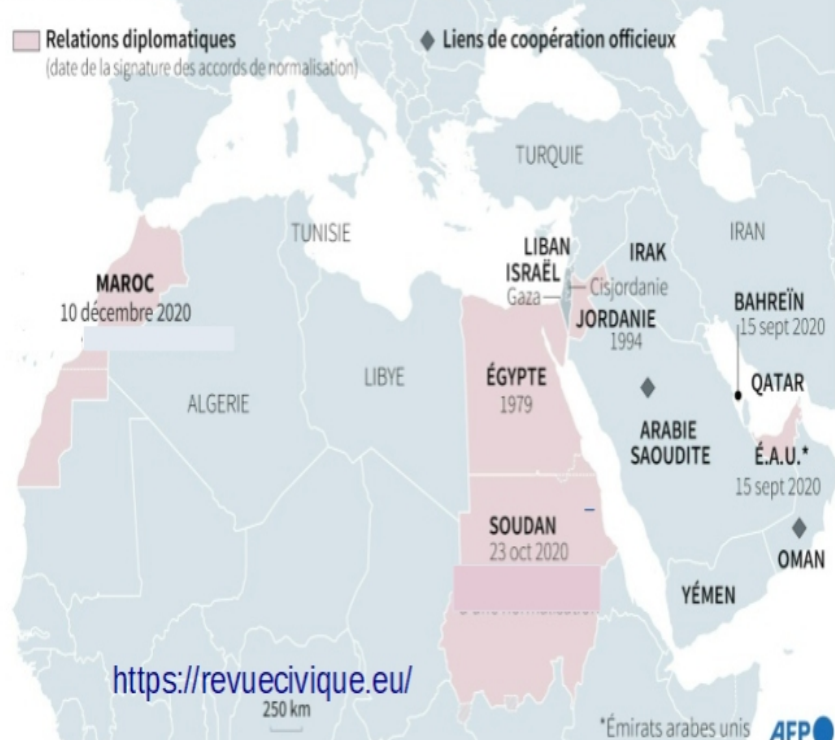 Relations diplomatiques
(date de la signature des accords de normalisation)
Liens de coopération officieux
TURQUIE
TUNISIE
LIBAN
ISRAËL
Gaza
Cisjordanie
IRAK
IRAN
MAROC
10 décembre 2020
JORDANIE
1994
BAHREÏN
15 sept 2020
ALGERIE
LIBYE
ÉGYPTE
1979
QATAR
ARABIE
SAOUDITE
É.A.U.*
15 sept 2020
SOUDAN
23 oct 2020
OMAN
YÉMEN
https://revuecivique.eu/
250 km
*Émirats arabes unis
AFP